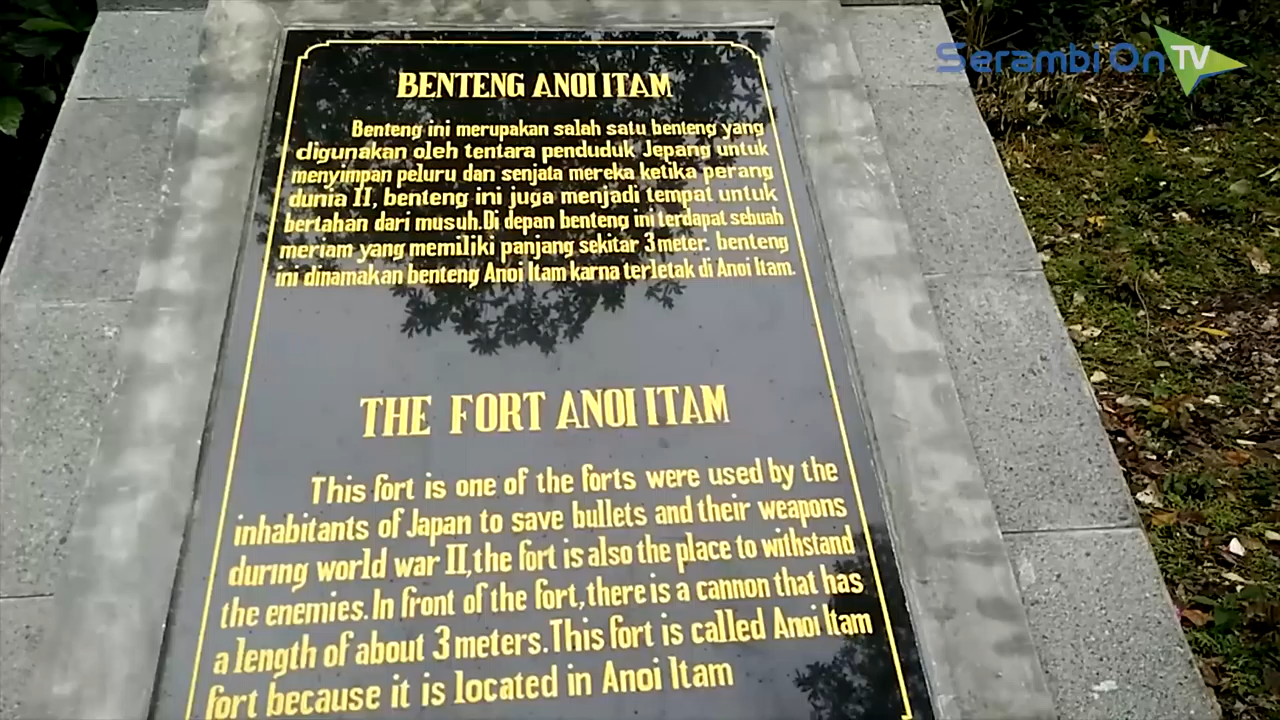 Serambi On TV
BENTENG ANOI ITAM
Benteng ini merupakan salah satu benteng yang
digunakan oleh tentara penduduk Jepang untuk
menyimpan peluru dan senjata mereka ketika perang
dunia II, benteng ini juga menjadi tempat untuk
bertahan dari musuh.Di depan benteng ini terdapat sebuah
meriam yang memiliki panjang sekitar 3 meter. benteng
ini dinamakan benteng Anoi Itam karna terletak di Anoi Itam.
THE FORT ANOI ITAM
This fort is one of the forts were used by the
inhabitants of Japan to save bullets and their weapons
during world war II,the fort is also the place to withstand
the enemies.In front of the fort,there is a cannon that has
a length of about 3 meters.This fort is called Anoi Itam
fort because it is located in Anoi Itam